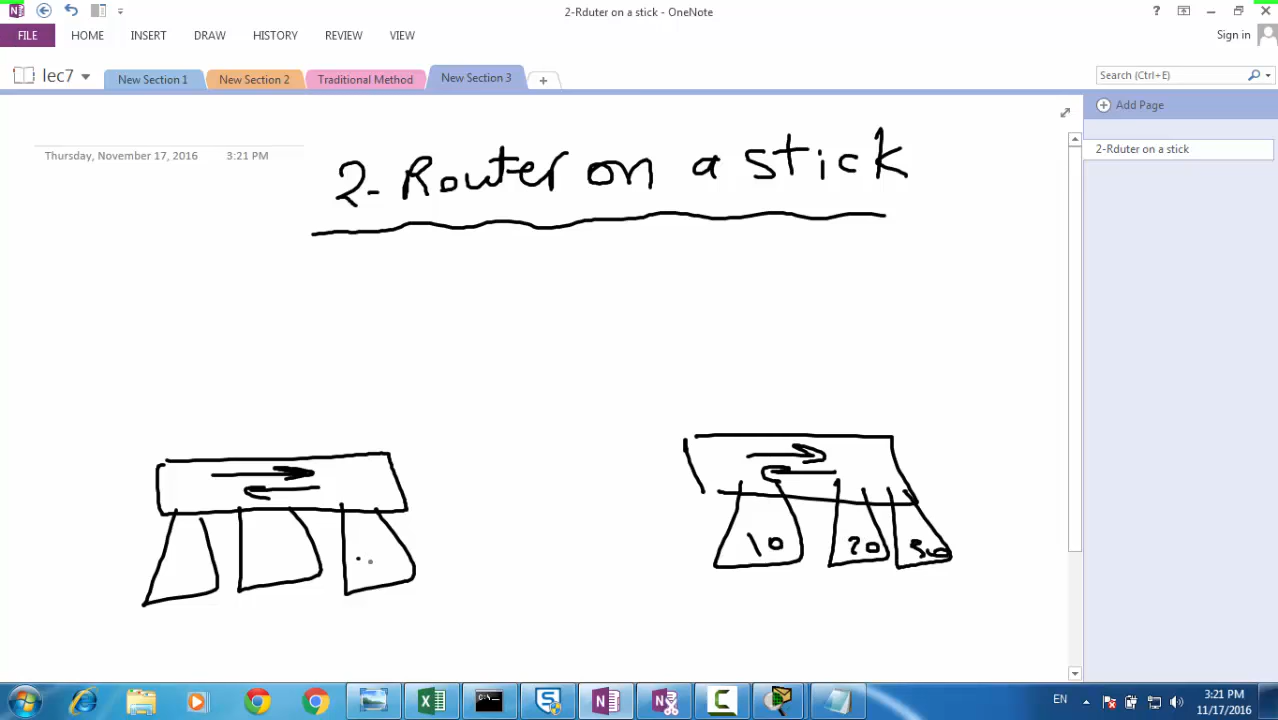 2-Rduter on a stick - OneNote
FILE HOME INSERT DRAW HISTORY REVIEW VIEW
Sign in
lec7 New Section 1 New Section 2 Traditional Method New Section 3
Search (Ctrl+E)
Add Page
2-Rduter on a stick
Thursday, November 17, 2016 3:21 PM
2- Router on a stick
10 20 30
EN
3:21 PM
11/17/2016